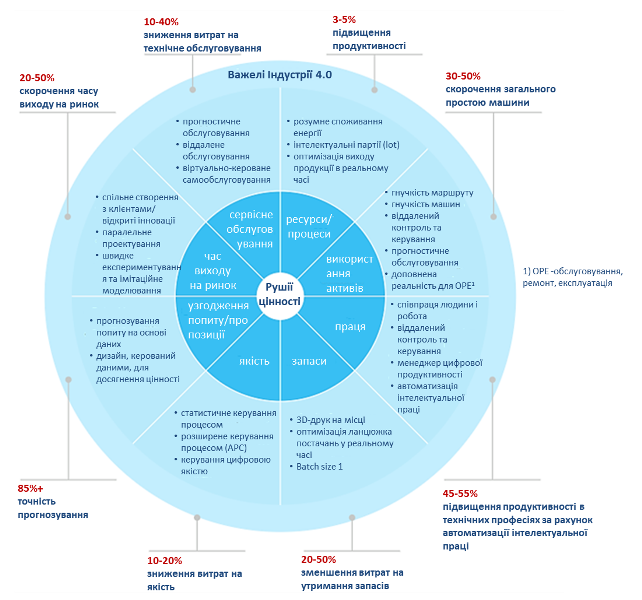 10-40%
зниження витрат на
технічне обслуговування
3-5%
підвищення
продуктивності
20-50%
скорочення часу
виходу на ринок
Важелі Індустрії 4.0
30-50%
скорочення загального
простою машини
• прогностичне
обслуговування
• віддалене
обслуговування
• віртуально-кероване
самообслуговування
• розумне споживання
енергії
• інтелектуальні партії (lot)
• оптимізація виходу
продукції в реальному
часі
• спільне створення
з клієнтами/
відкриті інновації
• паралельне
проектування
• швидке
експериментуванн
я та імітаційне
моделювання
• гнучкість маршруту
• гнучкість машин
• віддалений
контроль та
керування
• прогностичне
обслуговування
• доповнена
реальність для ОРЕ¹
сервісне
обслугов
ування
ресурси/
процеси
час
виходу
на ринок
використ
ання
активів
Рушії
цінності
1) ОРЕ -обслуговування,
ремонт, експлуатація
узгодження
попиту/про
позиції
праця
якість
запаси
• прогнозування
попиту на основі
даних
• дизайн, керований
даними, для
досягнення цінності
• співпраця людини і
робота
• віддалений
контроль та
керування
• менеджер цифрової
продуктивності
• автоматизація
інтелектуальної
праці
• статистичне керування
процесом
• розширене керування
процесом (APC)
• керування цифровою
якістю
• 3D-друк на місці
• оптимізація ланцюжка
постачань у реальному
часі
• Batch size 1
85%+
точність
прогнозування
45-55%
підвищення продуктивності в
технічних професіях за рахунок
автоматизації інтелектуальної
праці
10-20%
зниження витрат на
якість
20-50%
зменшення витрат на
утримання запасів